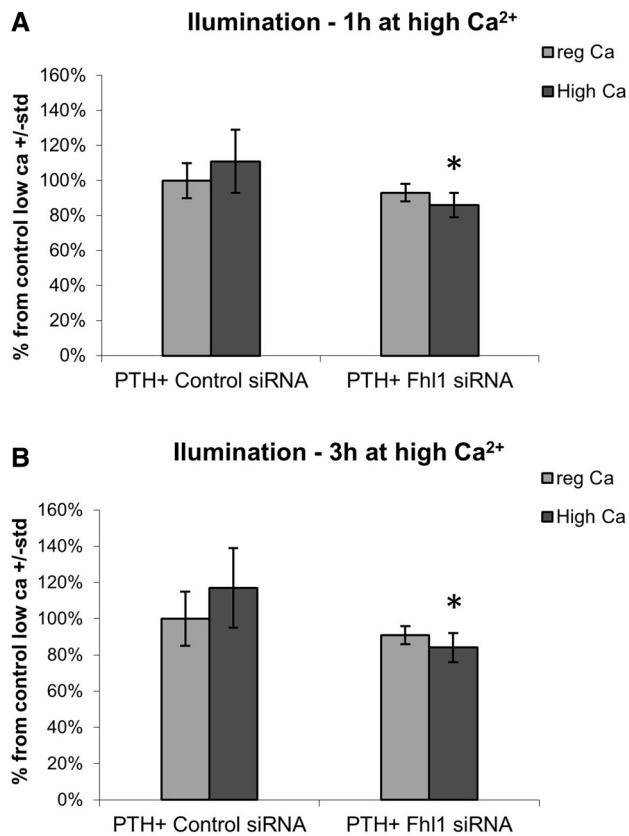 A
Ilumination - 1h at high Ca²⁺
reg Ca
High Ca
% from control low ca +/-std
160%
140%
120%
100%
80%
60%
40%
20%
0%
*
PTH+ Control siRNA
PTH+ Fhl1 siRNA
B
Ilumination - 3h at high Ca²⁺
reg Ca
High Ca
% from control low ca +/-std
160%
140%
120%
100%
80%
60%
40%
20%
0%
*
PTH+ Control siRNA
PTH+ Fhl1 siRNA